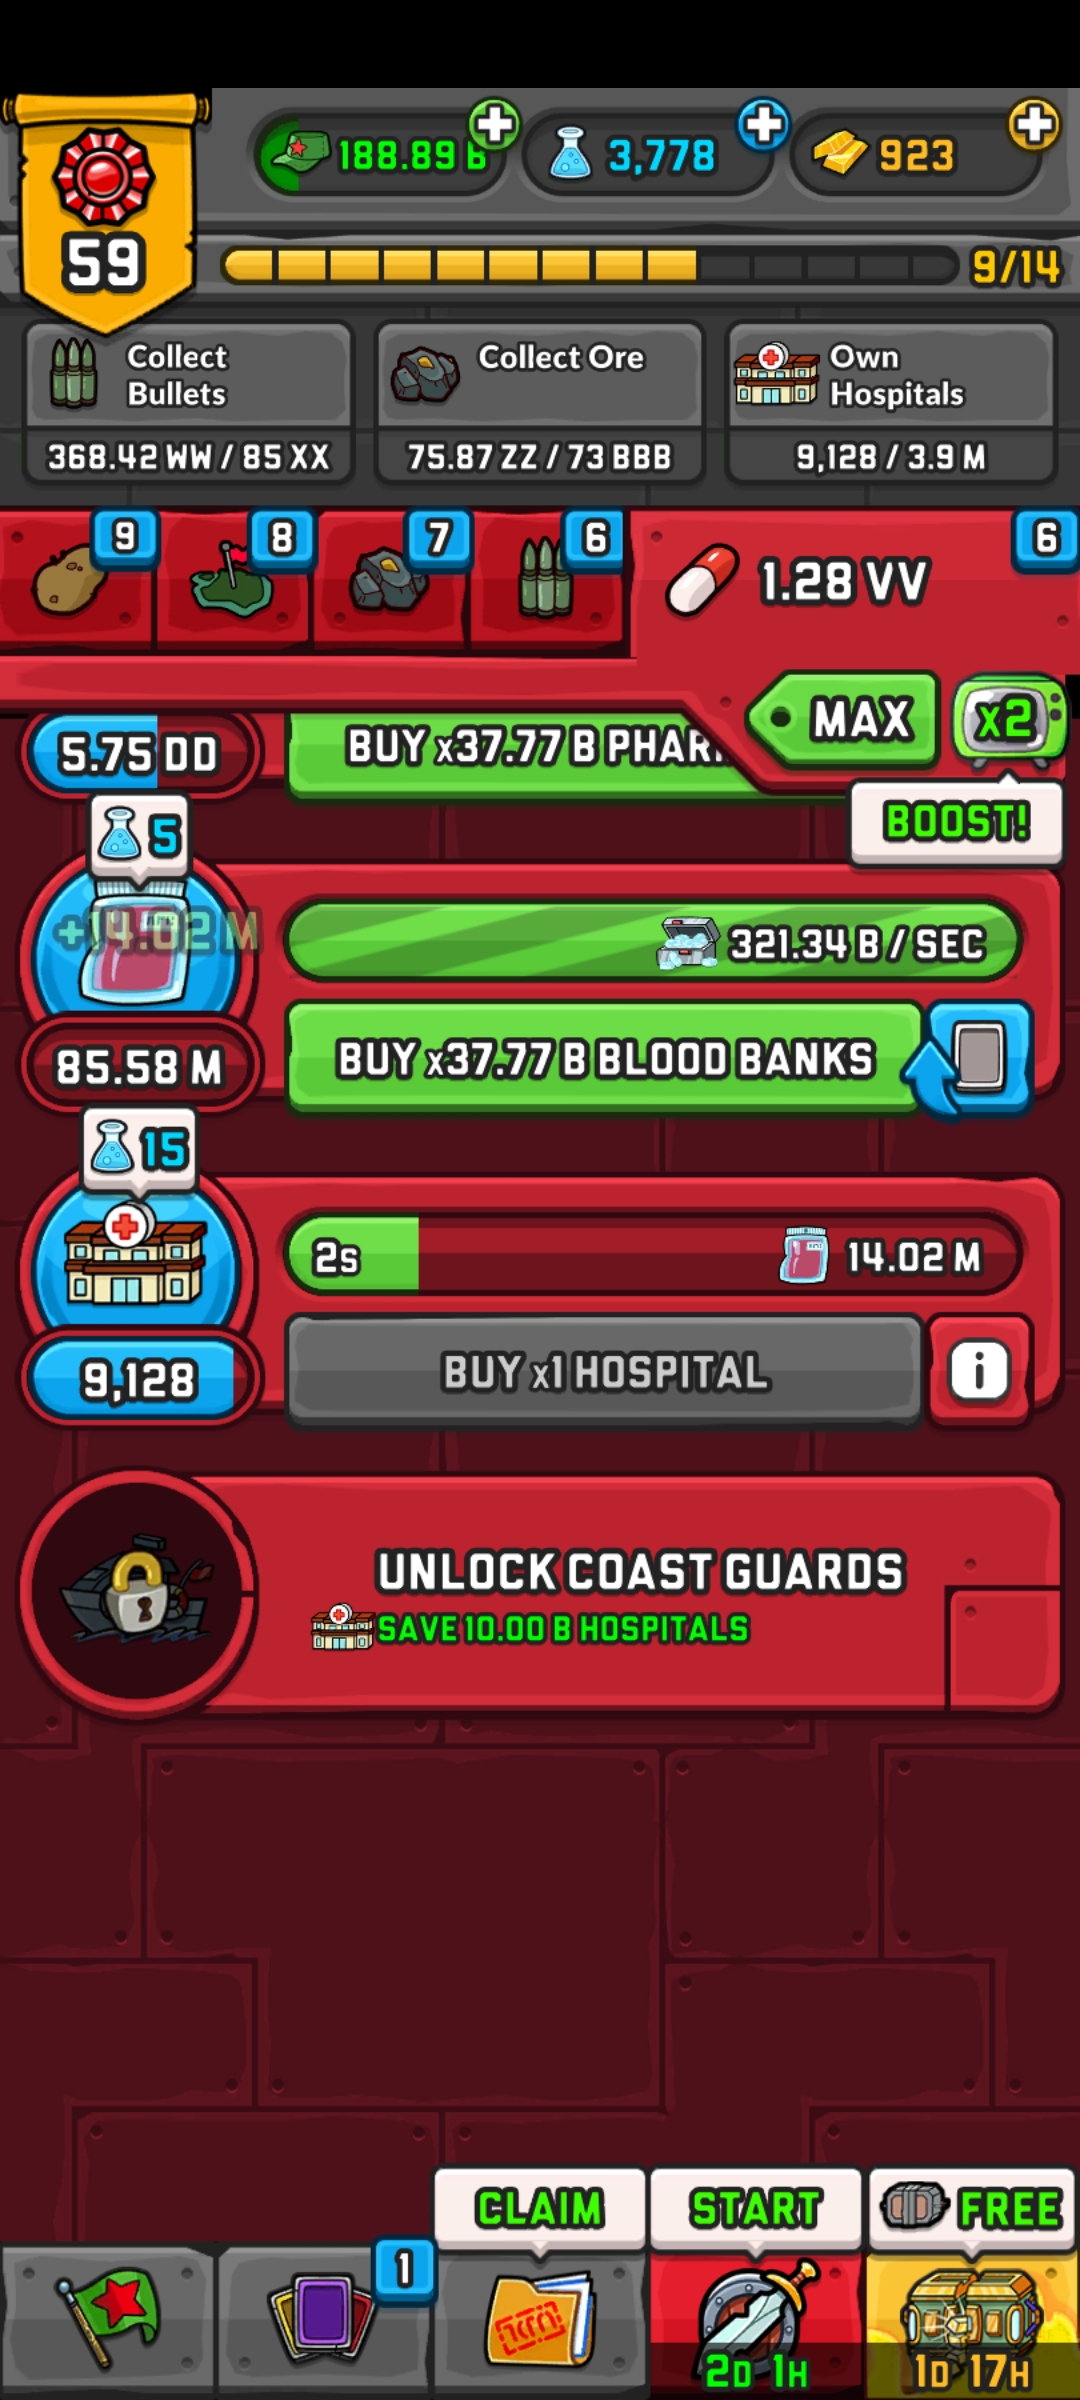 59
188.89 B
3,778
923
9/14
Collect
Bullets
368.42 WW / 85 XX
Collect Ore
75.87 ZZ / 73 BBB
Own
Hospitals
9,128 / 3.9 M
9
8
7
6
1.28 VV
6
MAX
x2
BOOST!
5.75 DD
BUY x37.77 B PHAR
5
+14.02 M
321.34 B / SEC
85.58 M
BUY x37.77 B BLOOD BANKS
15
2s
14.02 M
9,128
BUY x1 HOSPITAL
i
UNLOCK COAST GUARDS
SAVE 10.00 B HOSPITALS
CLAIM
START
FREE
1
2D 1H
1D 17H